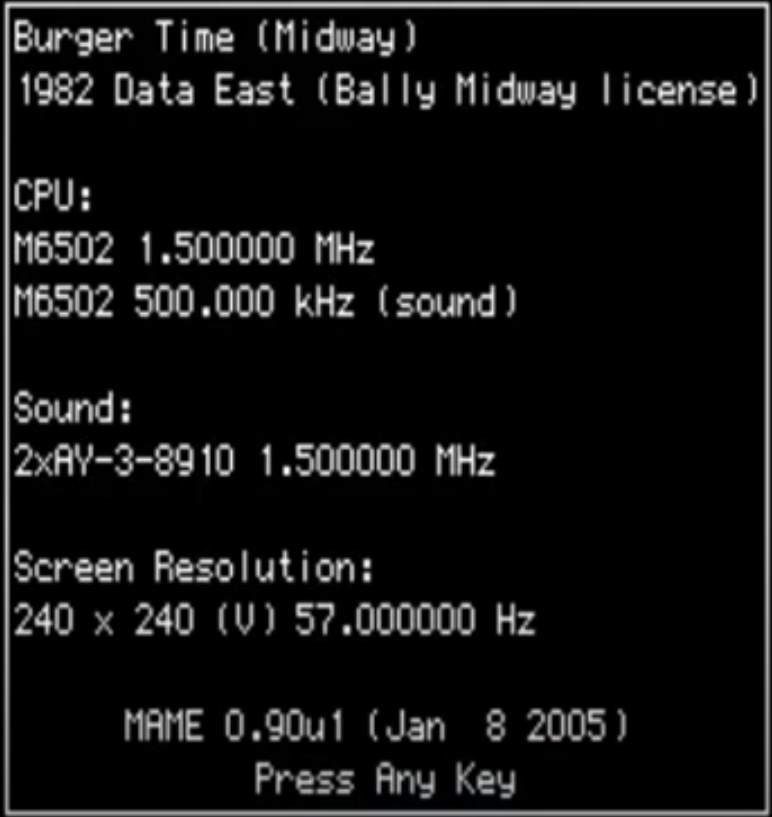 Burger Time (Midway)
1982 Data East (Bally Midway license)
CPU:
M6502 1.500000 MHz
M6502 500.000 kHz (sound)
Sound:
2xAY-3-8910 1.500000 MHz
Screen Resolution:
240 x 240 (V) 57.000000 Hz
MAME 0.90u1 (Jan  8 2005)
Press Any Key